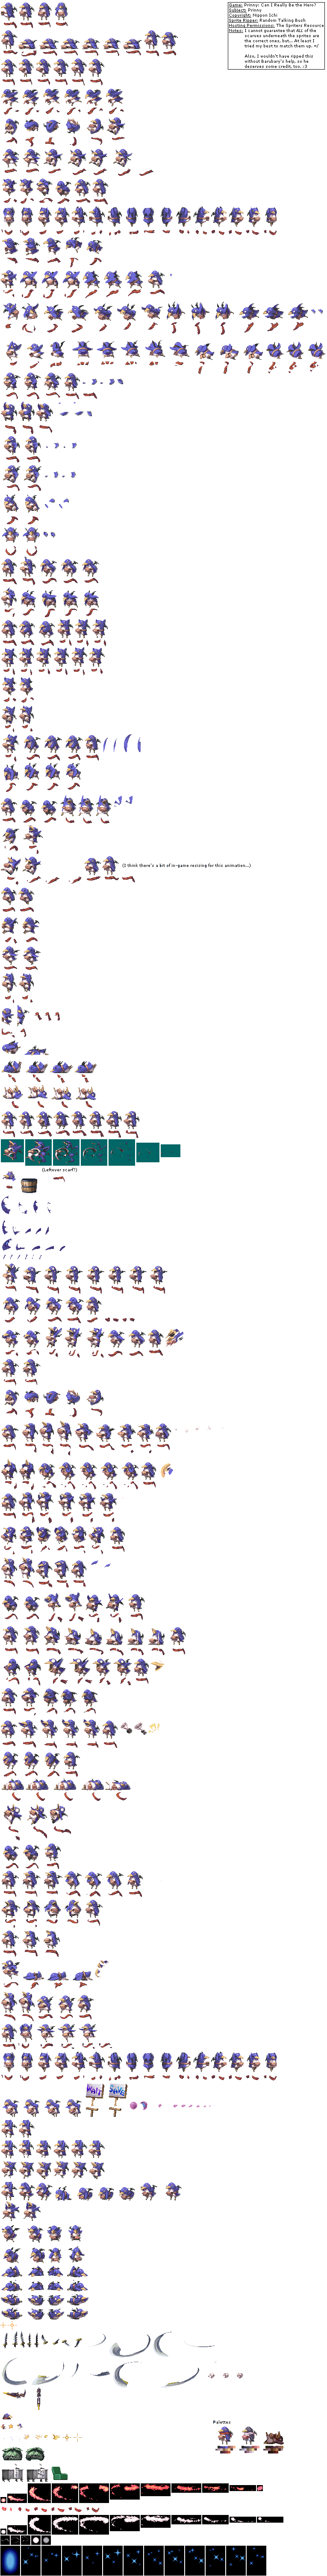 Game: Prinny: Can I Really Be the Hero?
Subject: Prinny
Copyright: Nippon Ichi
Sprite Ripper: Random Talking Bush
Hosting Permissions: The Spriters Resource
Notes: I cannot guarantee that ALL of the
scarves underneath the sprites are
the correct ones, but... At least I
tried my best to match them up. =/
Also, I wouldn't have ripped this
without Barubary's help, so he
deserves some credit, too. :3
(I think there's a bit of in-game resizing for this animation...)
(Leftover scarf?)
Palettes